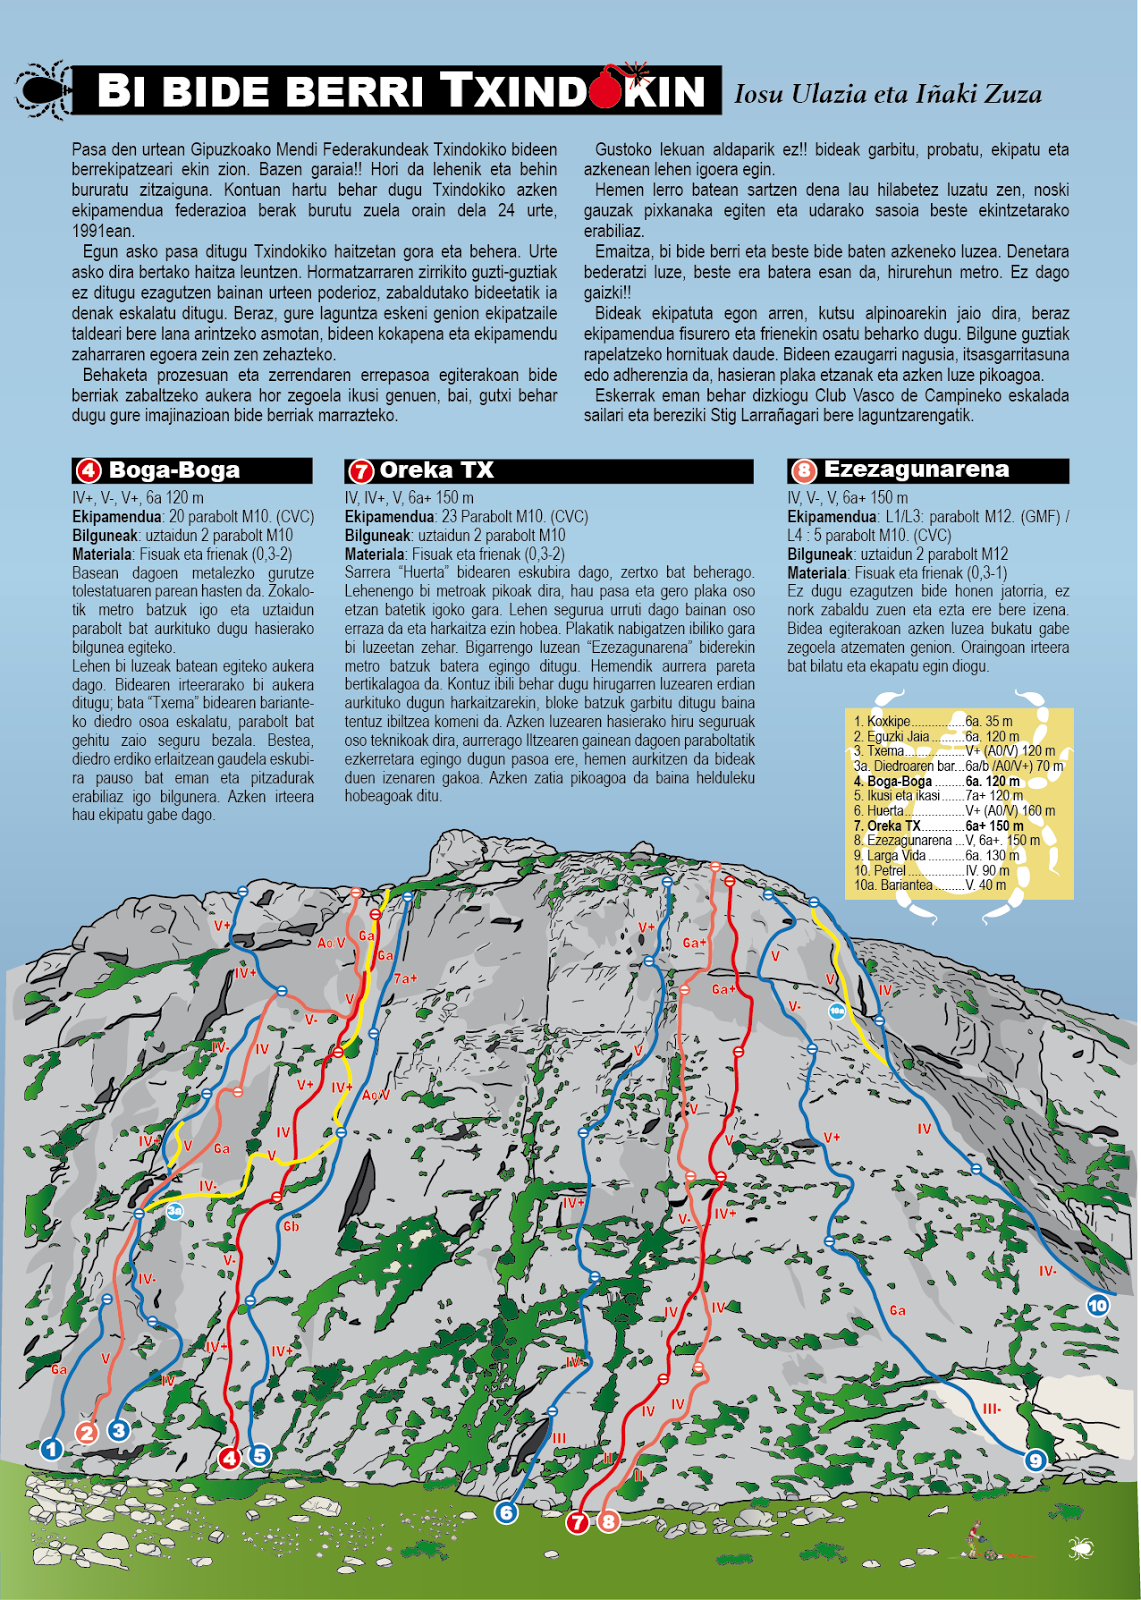 BI BIDE BERRI TXINDOKIN
Iosu Ulazia eta Iñaki Zuza
Pasa den urtean Gipuzkoako Mendi Federakundeak Txindokiko bideen
berrekipatzeari ekin zion. Bazen garaia!! Hori da lehenik eta behin
bururatu zitzaiguna. Kontuan hartu behar dugu Txindokiko azken
ekipamendua federazioa berak burutu zuela orain dela 24 urte,
1991ean.
Egun asko pasa ditugu Txindokiko haitzetan gora eta behera. Urte
asko dira bertako haitza leuntzen. Hormatzarraren zirrikito guzti-guztiak
ez ditugu ezagutzen bainan urteen poderioz, zabaldutako bideetatik ia
denak eskalatu ditugu. Beraz, gure laguntza eskeni genion ekipatzaile
taldeari bere lana arintzeko asmotan, bideen kokapena eta ekipamendu
zaharraren egoera zein zen zehazteko.
Behaketa prozesuan eta zerrendaren errepasoa egiterakoan bide
berriak zabaltzeko aukera hor zegoela ikusi genuen, bai, gutxi behar
dugu gure imajinazioan bide berriak marrazteko.
Gustoko lekuan aldaparik ez!! bideak garbitu, probatu, ekipatu eta
azkenean lehen igoera egin.
Hemen lerro batean sartzen dena lau hilabetez luzatu zen, noski
gauzak pixkanaka egiten eta udarako sasoia beste ekintzetarako
erabiliaz.
Emaitza, bi bide berri eta beste bide baten azkeneko luzea. Denetara
bederatzi luze, beste era batera esan da, hirurehun metro. Ez dago
gaizki!!
Bideak ekipatuta egon arren, kutsu alpinoarekin jaio dira, beraz
ekipamendua fisurero eta frienekin osatu beharko dugu. Bilgune guztiak
rapelatzeko hornituak daude. Bideen ezaugarri nagusia, itsasgarritasuna
edo adherenzia da, hasieran plaka etzanak eta azken luze pikoagoa.
Eskerrak eman behar dizkiogu Club Vasco de Campineko eskalada
sailari eta bereziki Stig Larrañagari bere laguntzarengatik.
4 Boga-Boga
IV+, V-, V+, 6a 120 m
Ekipamendua: 20 parabolt M10. (CVC)
Bilguneak: uztaidun 2 parabolt M10
Materiala: Fisuak eta frienak (0,3-2)
Basean dagoen metalezko gurutze
tolestatuaren parean hasten da. Zokalo-
tik metro batzuk igo eta uztaidun
parabolt bat aurkituko dugu hasierako
bilgunea egiteko.
Lehen bi luzeak batean egiteko aukera
dago. Bidearen irteerarako bi aukera
ditugu; bata “Txema” bidearen bariante-
ko diedro osoa eskalatu, parabolt bat
gehitu zaio seguru bezala. Bestea,
diedro erdiko erlaitzean gaudela eskubi-
ra pauso bat eman eta pitzadurak
erabiliaz igo bilgunera. Azken irteera
hau ekipatu gabe dago.
7 Oreka TX
IV, IV+, V, 6a+ 150 m
Ekipamendua: 23 Parabolt M10. (CVC)
Bilguneak: uztaidun 2 parabolt M10
Materiala: Fisuak eta frienak (0,3-2)
Sarrera “Huerta” bidearen eskubira dago, zertxo bat beherago.
Lehenengo bi metroak pikoak dira, hau pasa eta gero plaka oso
etzan batetik igoko gara. Lehen segurua urruti dago bainan oso
erraza da eta harkaitza ezin hobea. Plakatik nabigatzen ibiliko gara
bi luzeetan zehar. Bigarrengo luzean “Ezezagunarena” biderekin
metro batzuk batera egingo ditugu. Hemendik aurrera pareta
bertikalagoa da. Kontuz ibili behar dugu hirugarren luzearen erdian
aurkituko dugun harkaitzarekin, bloke batzuk garbitu ditugu baina
tentuz ibiltzea komeni da. Azken luzearen hasierako hiru seguruak
oso teknikoak dira, aurrerago Iltzearen gainean dagoen paraboltatik
ezkerretara egingo dugun pasoa ere, hemen aurkitzen da bideak
duen izenaren gakoa. Azken zatia pikoagoa da baina helduleku
hobeagoak ditu.
8 Ezezagunarena
IV, V-, V, 6a+ 150 m
Ekipamendua: L1/L3: parabolt M12. (GMF) /
L4 : 5 parabolt M10. (CVC)
Bilguneak: uztaidun 2 parabolt M12
Materiala: Fisuak eta frienak (0,3-1)
Ez dugu ezagutzen bide honen jatorria, ez
nork zabaldu zuen eta ezta ere bere izena.
Bidea egiterakoan azken luzea bukatu gabe
zegoela atzematen genion. Oraingoan irteera
bat bilatu eta ekapatu egin diogu.
1. Koxkipe................6a. 35 m
2. Eguzki Jaia..........6a. 120 m
3. Txema..................V+ (A0/V) 120 m
3a. Diedroaren bar...6a/b /A0/V+) 70 m
4. Boga-Boga .........6a. 120 m
5. Ikusi eta ikasi.......7a+ 120 m
6. Huerta.................V+ (A0/V) 160 m
7. Oreka TX............6a+ 150 m
8. Ezezagunarena ...V, 6a+. 150 m
9. Larga Vida ...........6a. 130 m
10. Petrel.................IV. 90 m
10a. Bariantea.........V. 40 m
V+
A0 V
6a
6a
V+
6a+
IV+
7a+
V
V
6a+
V
IV
V
V-
V-
10a
IV-
IV
V
V+
IV+
A0 V
V
IV
V
V+
IV
IV+
V
6a
V
IV-
IV+
3a
V-
IV+
6b
V-
IV-
IV-
IV
IV
6a
10
IV+
IV+
V
IV-
6a
IV
IV
IV
III-
III
1
2
3
4
5
II
II
9
6
7
8